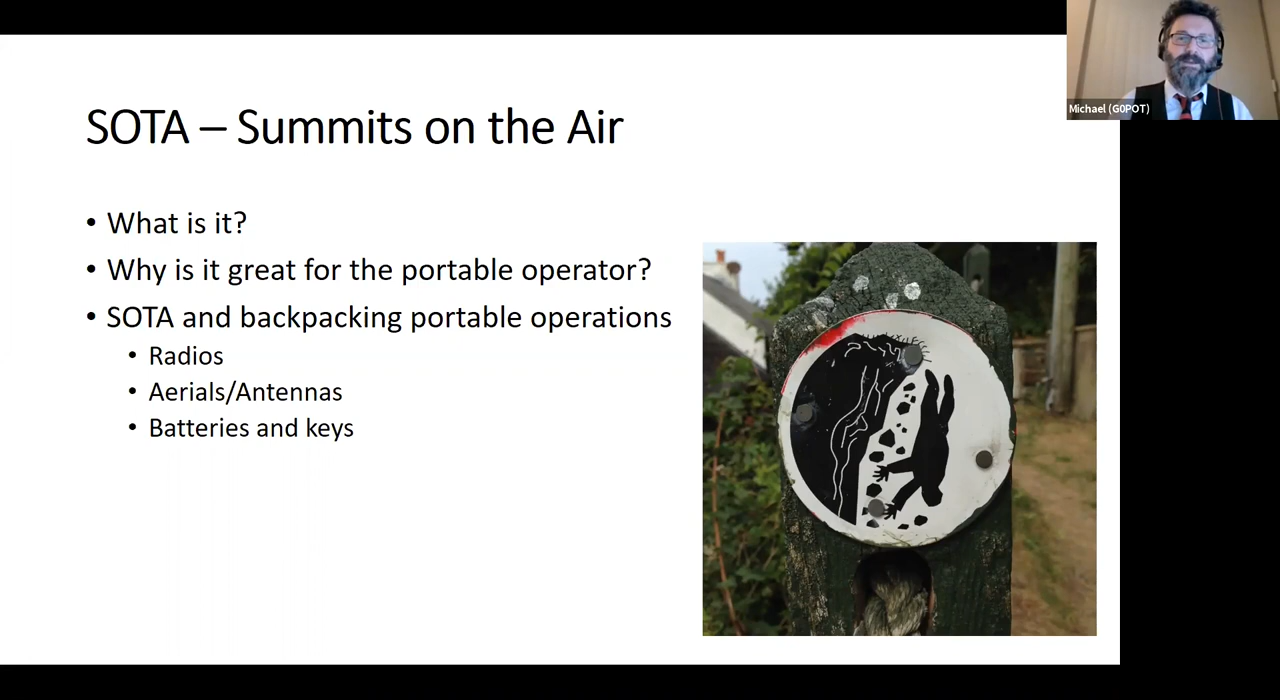 Michael (G0POT)
SOTA – Summits on the Air
• What is it?
• Why is it great for the portable operator?
• SOTA and backpacking portable operations
• Radios
• Aerials/Antennas
• Batteries and keys